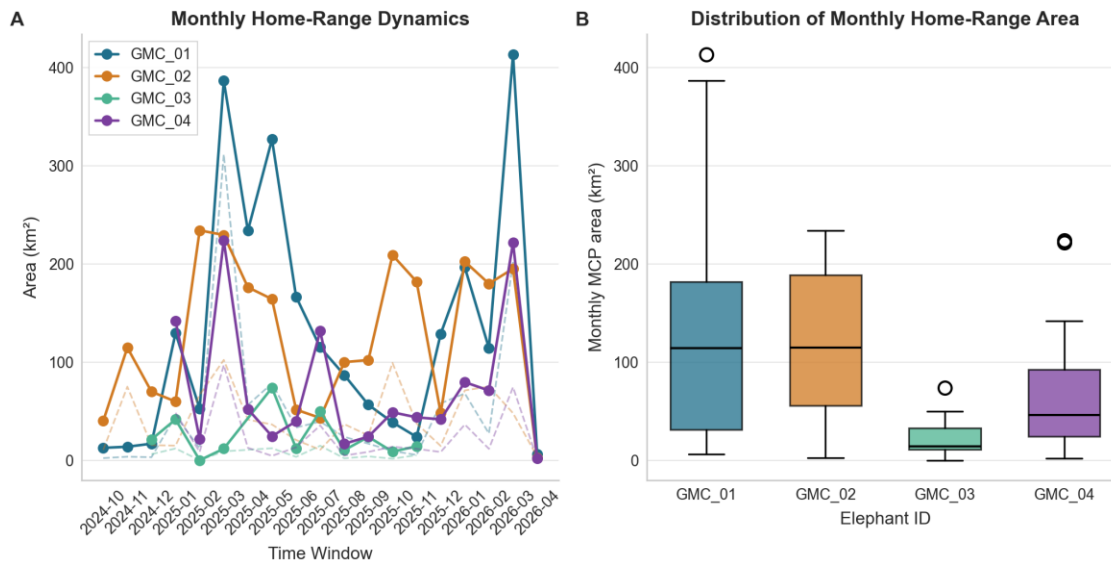 A
Monthly Home-Range Dynamics
GMC_01
GMC_02
GMC_03
GMC_04
400
300
200
100
0
Area (km²)
2024-10
2024-11
2024-12
2025-01
2025-02
2025-03
2025-04
2025-05
2025-06
2025-07
2025-08
2025-09
2025-10
2025-11
2025-12
2026-01
2026-02
2026-03
2026-04
Time Window
B
Distribution of Monthly Home-Range Area
400
300
200
100
0
Monthly MCP area (km²)
GMC_01
GMC_02
GMC_03
GMC_04
Elephant ID